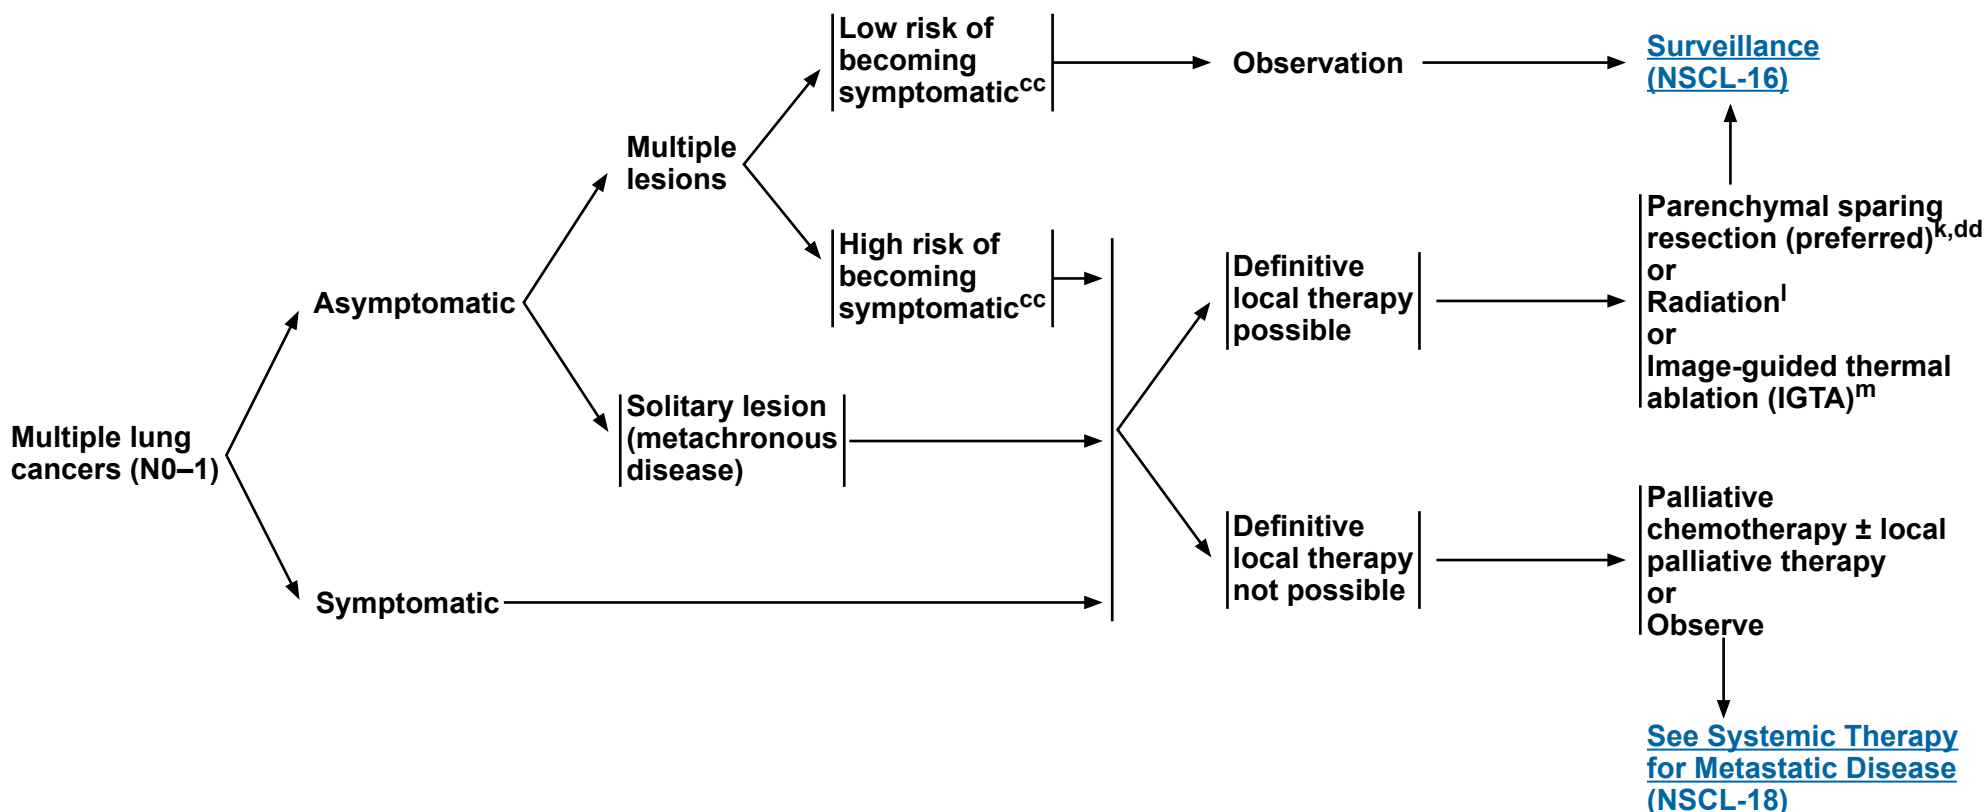 Multiple lung
cancers (N0–1)
Asymptomatic
Symptomatic
Multiple
lesions
Solitary lesion
(metachronous
disease)
Low risk of
becoming
symptomaticcc
High risk of
becoming
symptomaticcc
Observation
Definitive
local therapy
possible
Definitive
local therapy
not possible
Surveillance
(NSCL-16)
Parenchymal sparing
resection (preferred)k,dd
or
Radiationl
or
Image-guided thermal
ablation (IGTA)m
Palliative
chemotherapy ± local
palliative therapy
or
Observe
See Systemic Therapy
for Metastatic Disease
(NSCL-18)